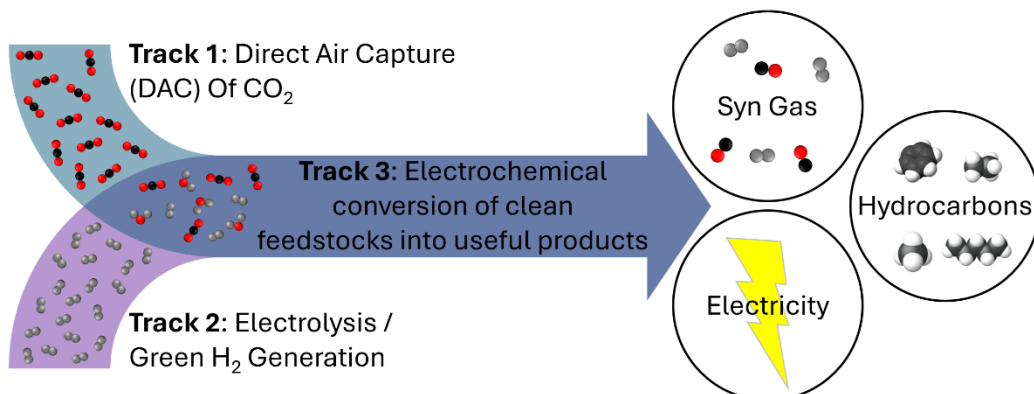 Track 1: Direct Air Capture
(DAC) Of CO₂
Track 3: Electrochemical
conversion of clean
feedstocks into useful products
Track 2: Electrolysis /
Green H₂ Generation
Syn Gas
Hydrocarbons
Electricity